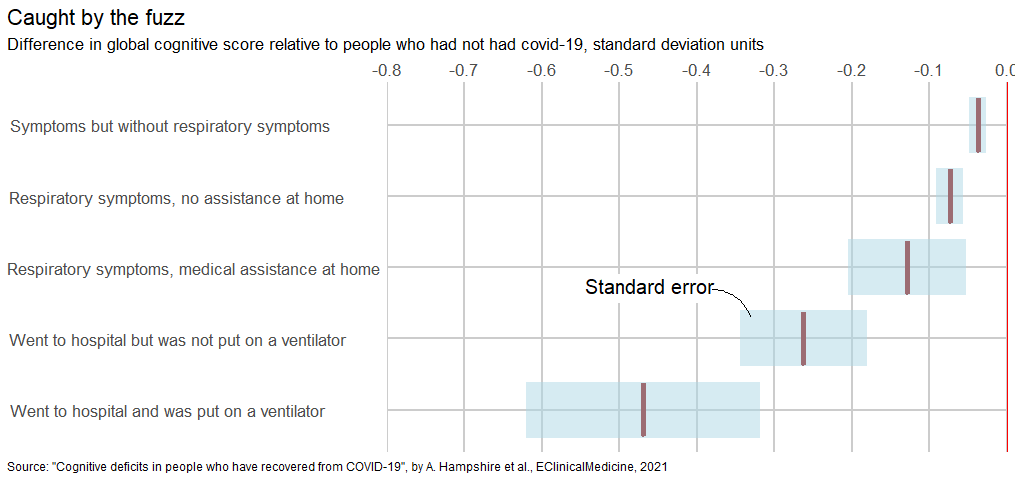 Caught by the fuzz
Difference in global cognitive score relative to people who had not had covid-19, standard deviation units
-0.8 -0.7 -0.6 -0.5 -0.4 -0.3 -0.2 -0.1 0.0
Symptoms but without respiratory symptoms
Respiratory symptoms, no assistance at home
Respiratory symptoms, medical assistance at home
Standard error
Went to hospital but was not put on a ventilator
Went to hospital and was put on a ventilator
Source: "Cognitive deficits in people who have recovered from COVID-19", by A. Hampshire et al., EClinicalMedicine, 2021